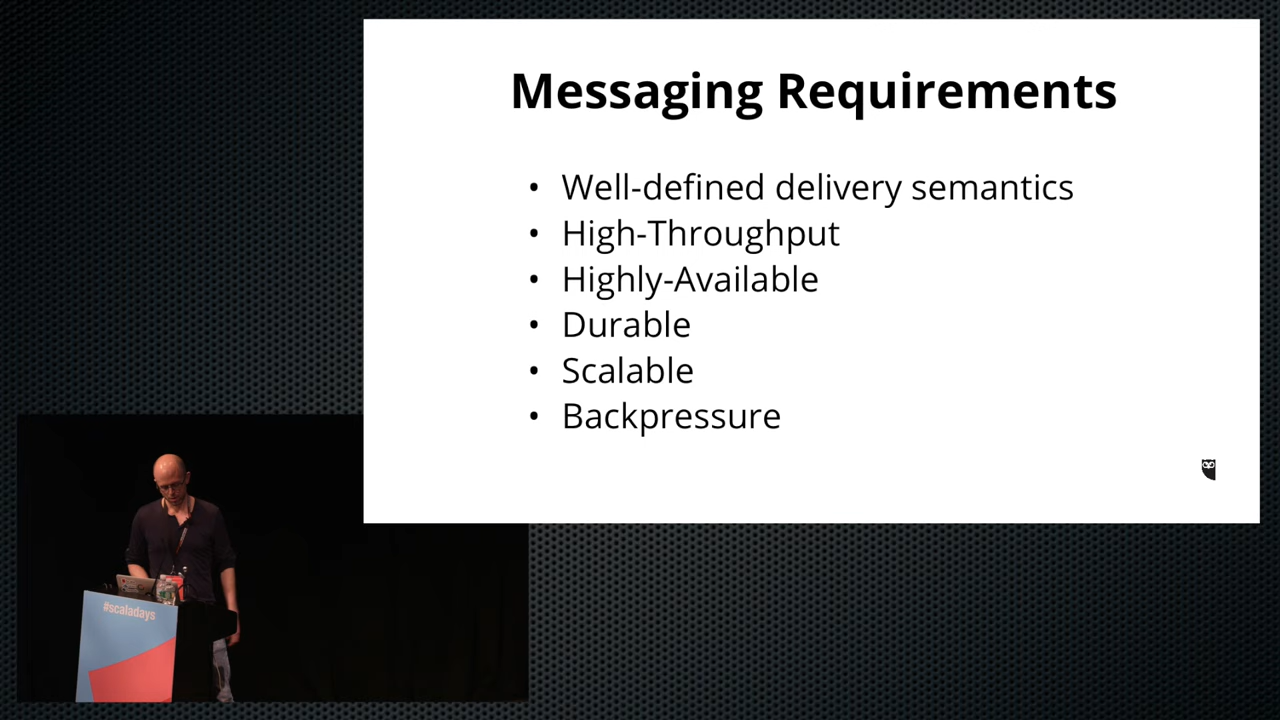 Messaging Requirements
• Well-defined delivery semantics
• High-Throughput
• Highly-Available
• Durable
• Scalable
• Backpressure
#scaladays